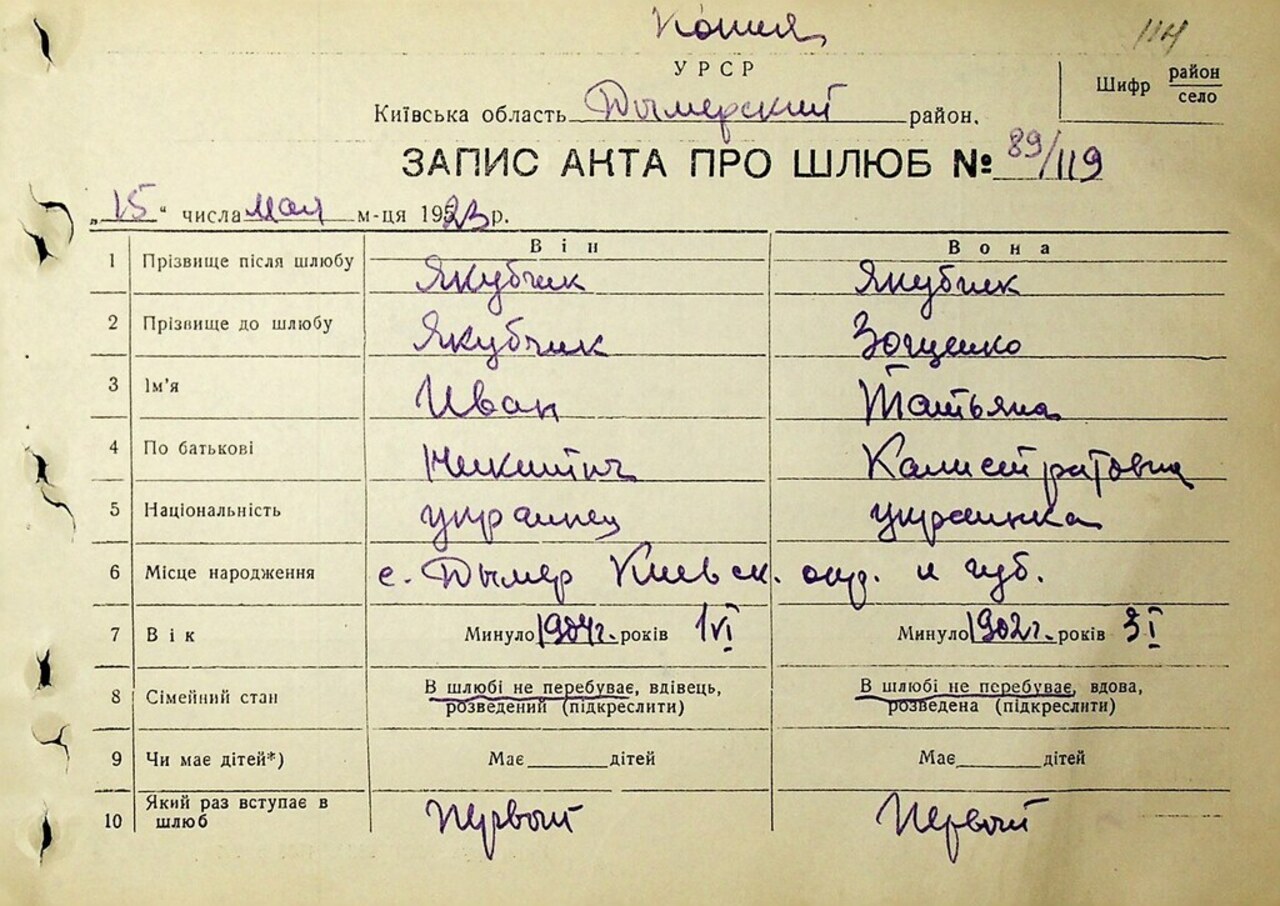 Копия
114
УРСР
Шифр район село
Київська область Дымерский район.
ЗАПИС АКТА ПРО ШЛЮБ № 89/119
„15“ числа мая м-ця 1923 р.
Він Вона
1 Прізвище після шлюбу Якубчик Якубчик
2 Прізвище до шлюбу Якубчик Зощенко
3 Ім'я Иван Татьяна
4 По батькові Никитич Калистратовна
5 Національність украинец украинка
6 Місце народження с. Дымер Киевск. окр. и губ.
7 Вік Минуло 1904г. років 1 VI Минуло 1902г. років 3 I
8 Сімейний стан В шлюбі не перебуває, вдівець, розведений (підкреслити) В шлюбі не перебуває, вдова, розведена (підкреслити)
9 Чи має дітей*) Має дітей Має дітей
10 Який раз вступає в шлюб Первый Первый